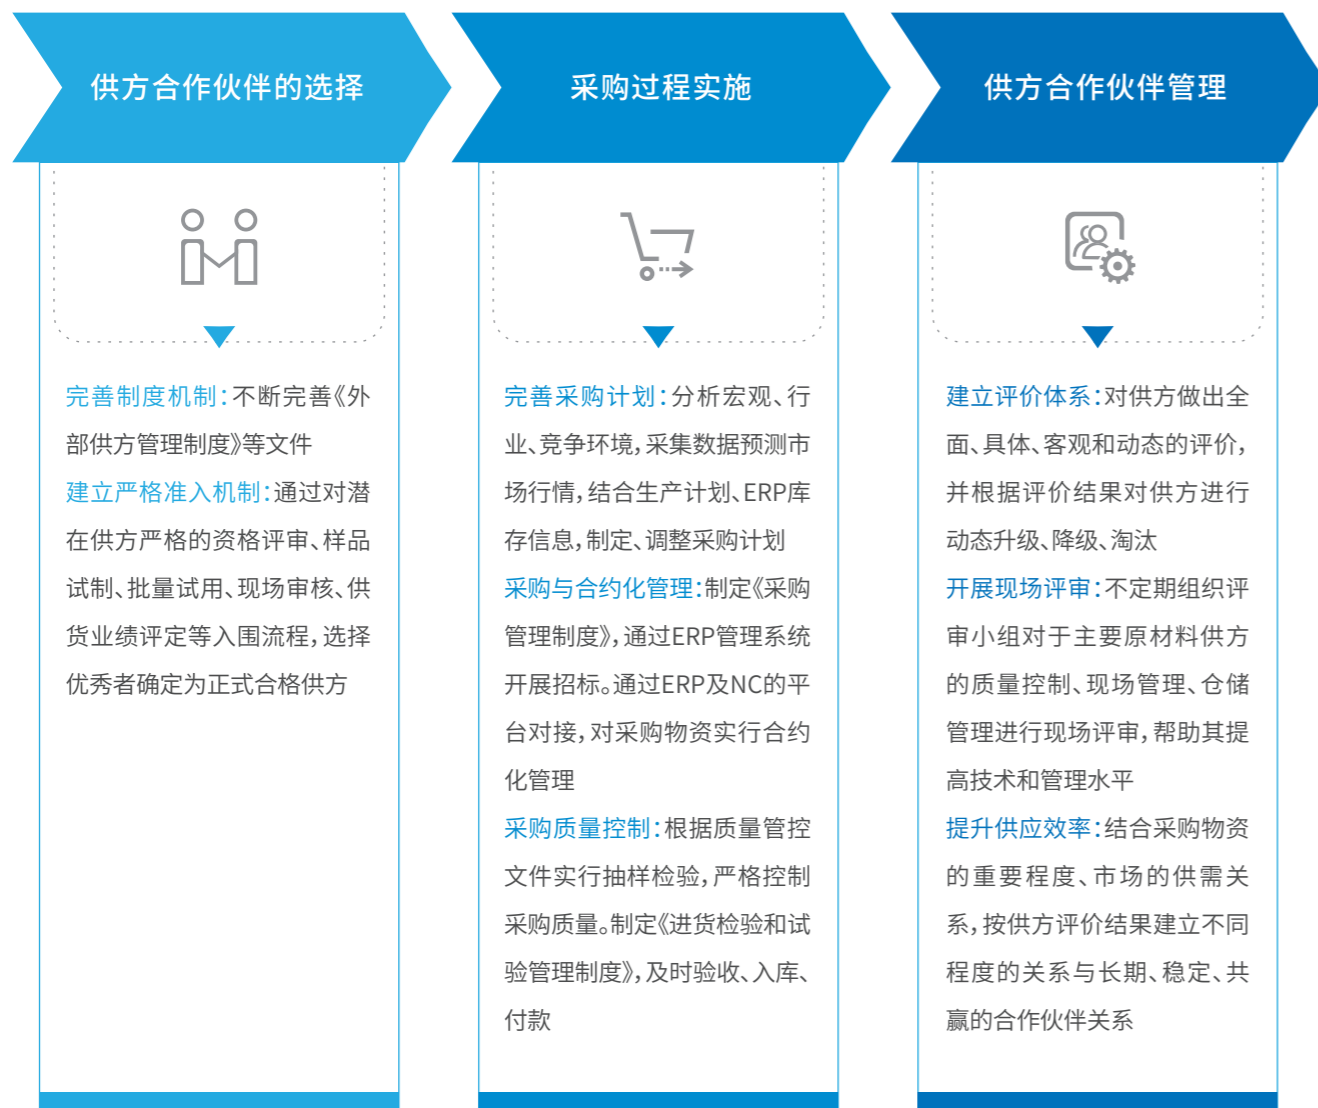 供方合作伙伴的选择
完善制度机制：不断完善《外
部供方管理制度》等文件
建立严格准入机制：通过对潜
在供方严格的资格评审、样品
试制、批量试用、现场审核、供
货业绩评定等入围流程，选择
优秀者确定为正式合格供方
采购过程实施
完善采购计划：分析宏观、行
业、竞争环境，采集数据预测市
场行情，结合生产计划、ERP库
存信息，制定、调整采购计划
采购与合约化管理：制定《采购
管理制度》，通过ERP管理系统
开展招标。通过ERP及NC的平
台对接，对采购物资实行合约
化管理
采购质量控制：根据质量管控
文件实行抽样检验，严格控制
采购质量。制定《进货检验和试
验管理制度》，及时验收、入库、
付款
供方合作伙伴管理
建立评价体系：对供方做出全
面、具体、客观和动态的评价，
并根据评价结果对供方进行
动态升级、降级、淘汰
开展现场评审：不定期组织评
审小组对于主要原材料供方
的质量控制、现场管理、仓储
管理进行现场评审，帮助其提
高技术和管理水平
提升供应效率：结合采购物资
的重要程度、市场的供需关
系，按供方评价结果建立不同
程度的关系与长期、稳定、共
赢的合作伙伴关系